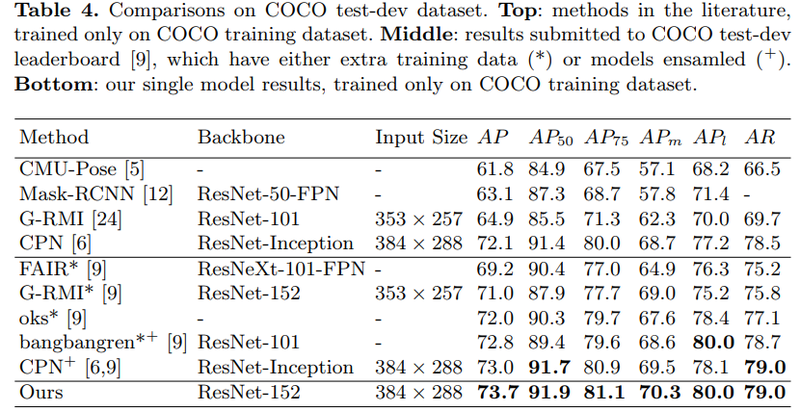 Table 4. Comparisons on COCO test-dev dataset. Top: methods in the literature,
trained only on COCO training dataset. Middle: results submitted to COCO test-dev
leaderboard [9], which have either extra training data (*) or models ensamled (+).
Bottom: our single model results, trained only on COCO training dataset.
Method Backbone Input Size AP AP50 AP75 APm APl AR
CMU-Pose [5] - - 61.8 84.9 67.5 57.1 68.2 66.5
Mask-RCNN [12] ResNet-50-FPN - 63.1 87.3 68.7 57.8 71.4 -
G-RMI [24] ResNet-101 353 × 257 64.9 85.5 71.3 62.3 70.0 69.7
CPN [6] ResNet-Inception 384 × 288 72.1 91.4 80.0 68.7 77.2 78.5
FAIR* [9] ResNeXt-101-FPN - 69.2 90.4 77.0 64.9 76.3 75.2
G-RMI* [9] ResNet-152 353 × 257 71.0 87.9 77.7 69.0 75.2 75.8
oks* [9] - - 72.0 90.3 79.7 67.6 78.4 77.1
bangbangren*+ [9] ResNet-101 - 72.8 89.4 79.6 68.6 80.0 78.7
CPN+ [6,9] ResNet-Inception 384 × 288 73.0 91.7 80.9 69.5 78.1 79.0
Ours ResNet-152 384 × 288 73.7 91.9 81.1 70.3 80.0 79.0